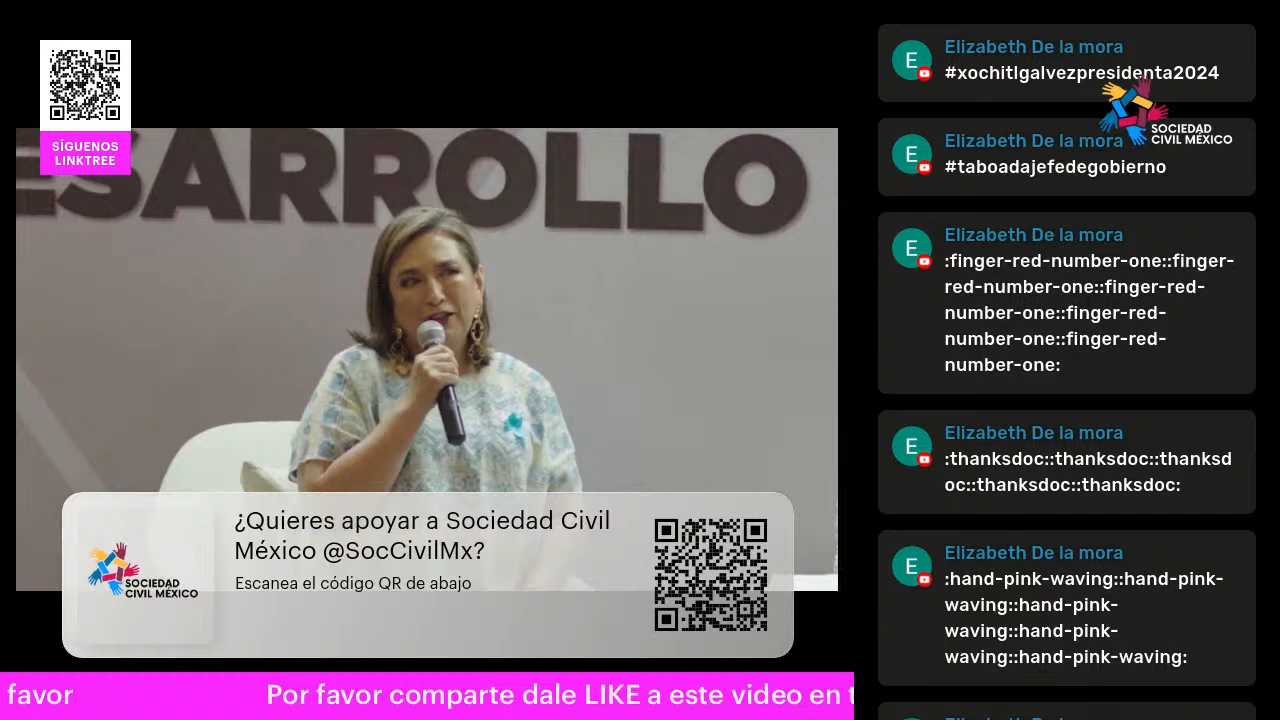 SÍGUENOS
LINKTREE
ESARROLLO
¿Quieres apoyar a Sociedad Civil
México @SocCivilMx?
Escanea el código QR de abajo
SOCIEDAD
CIVIL MÉXICO
favor
Por favor comparte dale LIKE a este video en
E
Elizabeth De la mora
#xochitlgalvezpresidenta2024
SOCIEDAD
CIVIL MÉXICO
E
Elizabeth De la mora
#taboadajefedegobierno
E
Elizabeth De la mora
:finger-red-number-one::finger-
red-number-one::finger-red-
number-one::finger-red-
number-one::finger-red-
number-one:
E
Elizabeth De la mora
:thanksdoc::thanksdoc::thanksd
oc::thanksdoc::thanksdoc:
E
Elizabeth De la mora
:hand-pink-waving::hand-pink-
waving::hand-pink-
waving::hand-pink-
waving::hand-pink-waving: